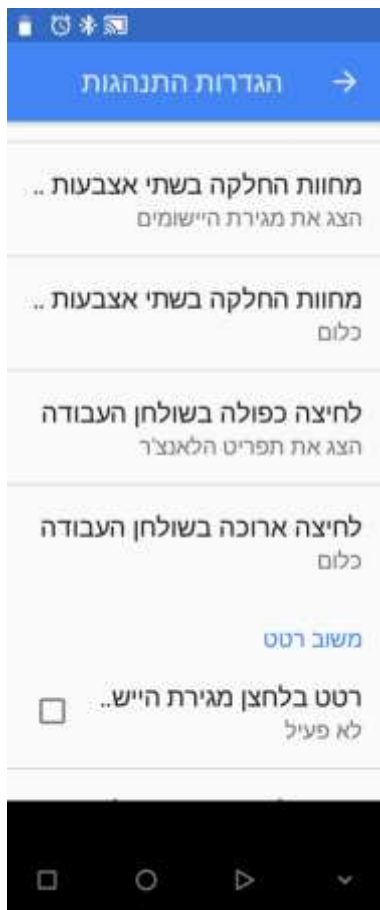 הגדרות התנהגות
מחוות החלקה בשתי אצבעות ..
הצג את מגירת היישומים
מחוות החלקה בשתי אצבעות ..
כלום
לחיצה כפולה בשולחן העבודה
הצג את תפריט הלאנצ'ר
לחיצה ארוכה בשולחן העבודה
כלום
משוב רטט
רטט בלחצן מגירת הייש..
לא פעיל